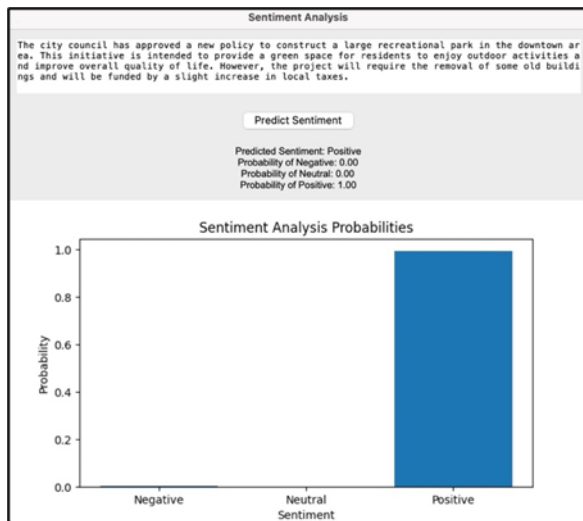 Sentiment Analysis
The city council has approved a new policy to construct a large recreational park in the downtown ar
ea. This initiative is intended to provide a green space for residents to enjoy outdoor activities a
nd improve overall quality of life. However, the project will require the removal of some old buildi
ngs and will be funded by a slight increase in local taxes.
Predict Sentiment
Predicted Sentiment: Positive
Probability of Negative: 0.00
Probability of Neutral: 0.00
Probability of Positive: 1.00
Sentiment Analysis Probabilities
1.0
0.8
0.6
0.4
0.2
0.0
Probability
Negative Neutral Positive
Sentiment